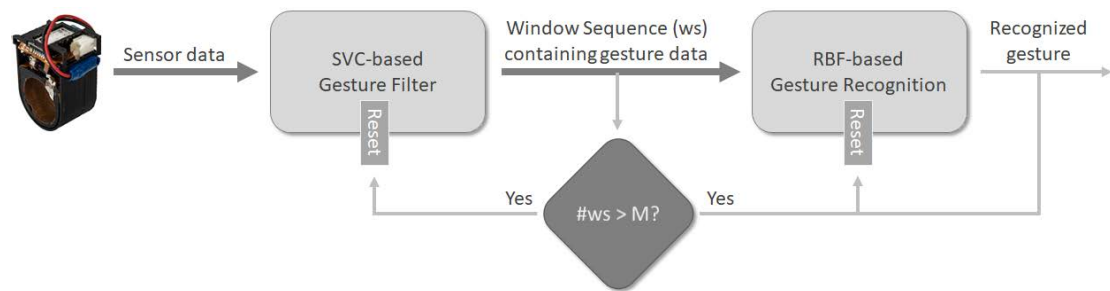 Sensor data
SVC-based
Gesture Filter
Reset
Window Sequence (ws)
containing gesture data
RBF-based
Gesture Recognition
Reset
Recognized
gesture
Yes
#ws > M?
Yes